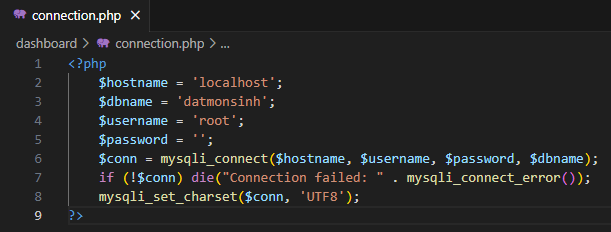 connection.php ×
dashboard > connection.php > ...
1 <?php
2     $hostname = 'localhost';
3     $dbname = 'datmonsinh';
4     $username = 'root';
5     $password = '';
6     $conn = mysqli_connect($hostname, $username, $password, $dbname);
7     if (!$conn) die("Connection failed: " . mysqli_connect_error());
8     mysqli_set_charset($conn, 'UTF8');
9 ?>